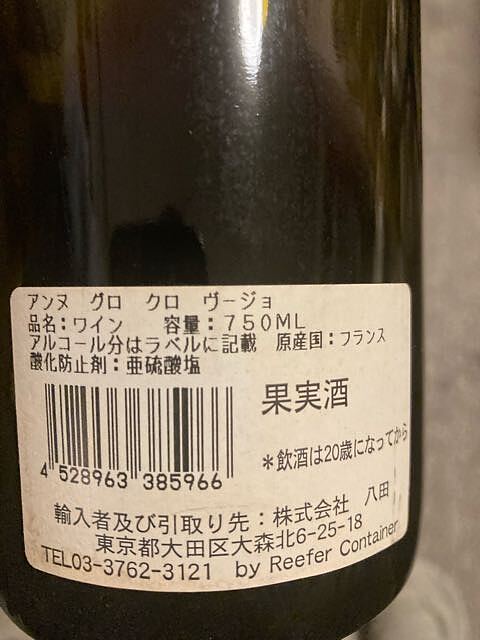 アンヌ　グロ　クロ　ヴージョ
品名：ワイン　　容量：７５０ＭＬ
アルコール分はラベルに記載　原産国：フランス
酸化防止剤：亜硫酸塩
果実酒
＊飲酒は20歳になってから
4 528963 385966
輸入者及び引取り先：株式会社　八田
東京都大田区大森北6-25-18
TEL03-3762-3121　by Reefer Container